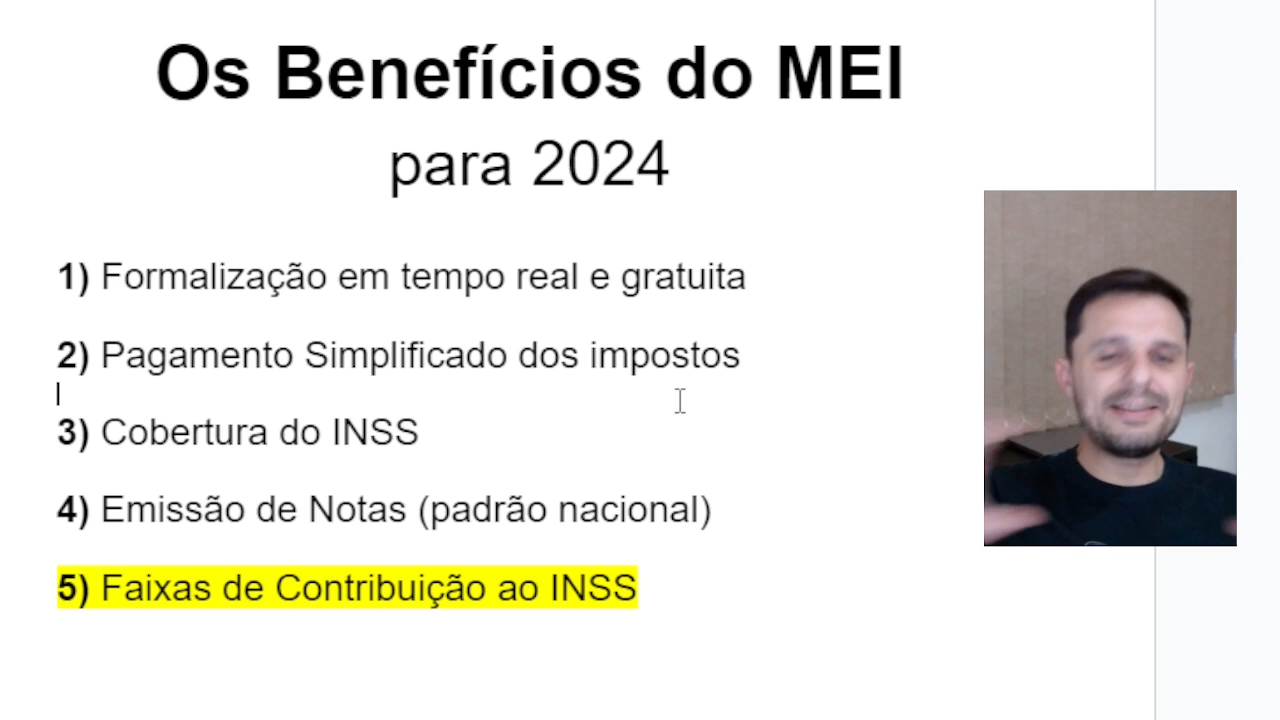 Os Benefícios do MEI
para 2024
1) Formalização em tempo real e gratuita
2) Pagamento Simplificado dos impostos
3) Cobertura do INSS
4) Emissão de Notas (padrão nacional)
5) Faixas de Contribuição ao INSS